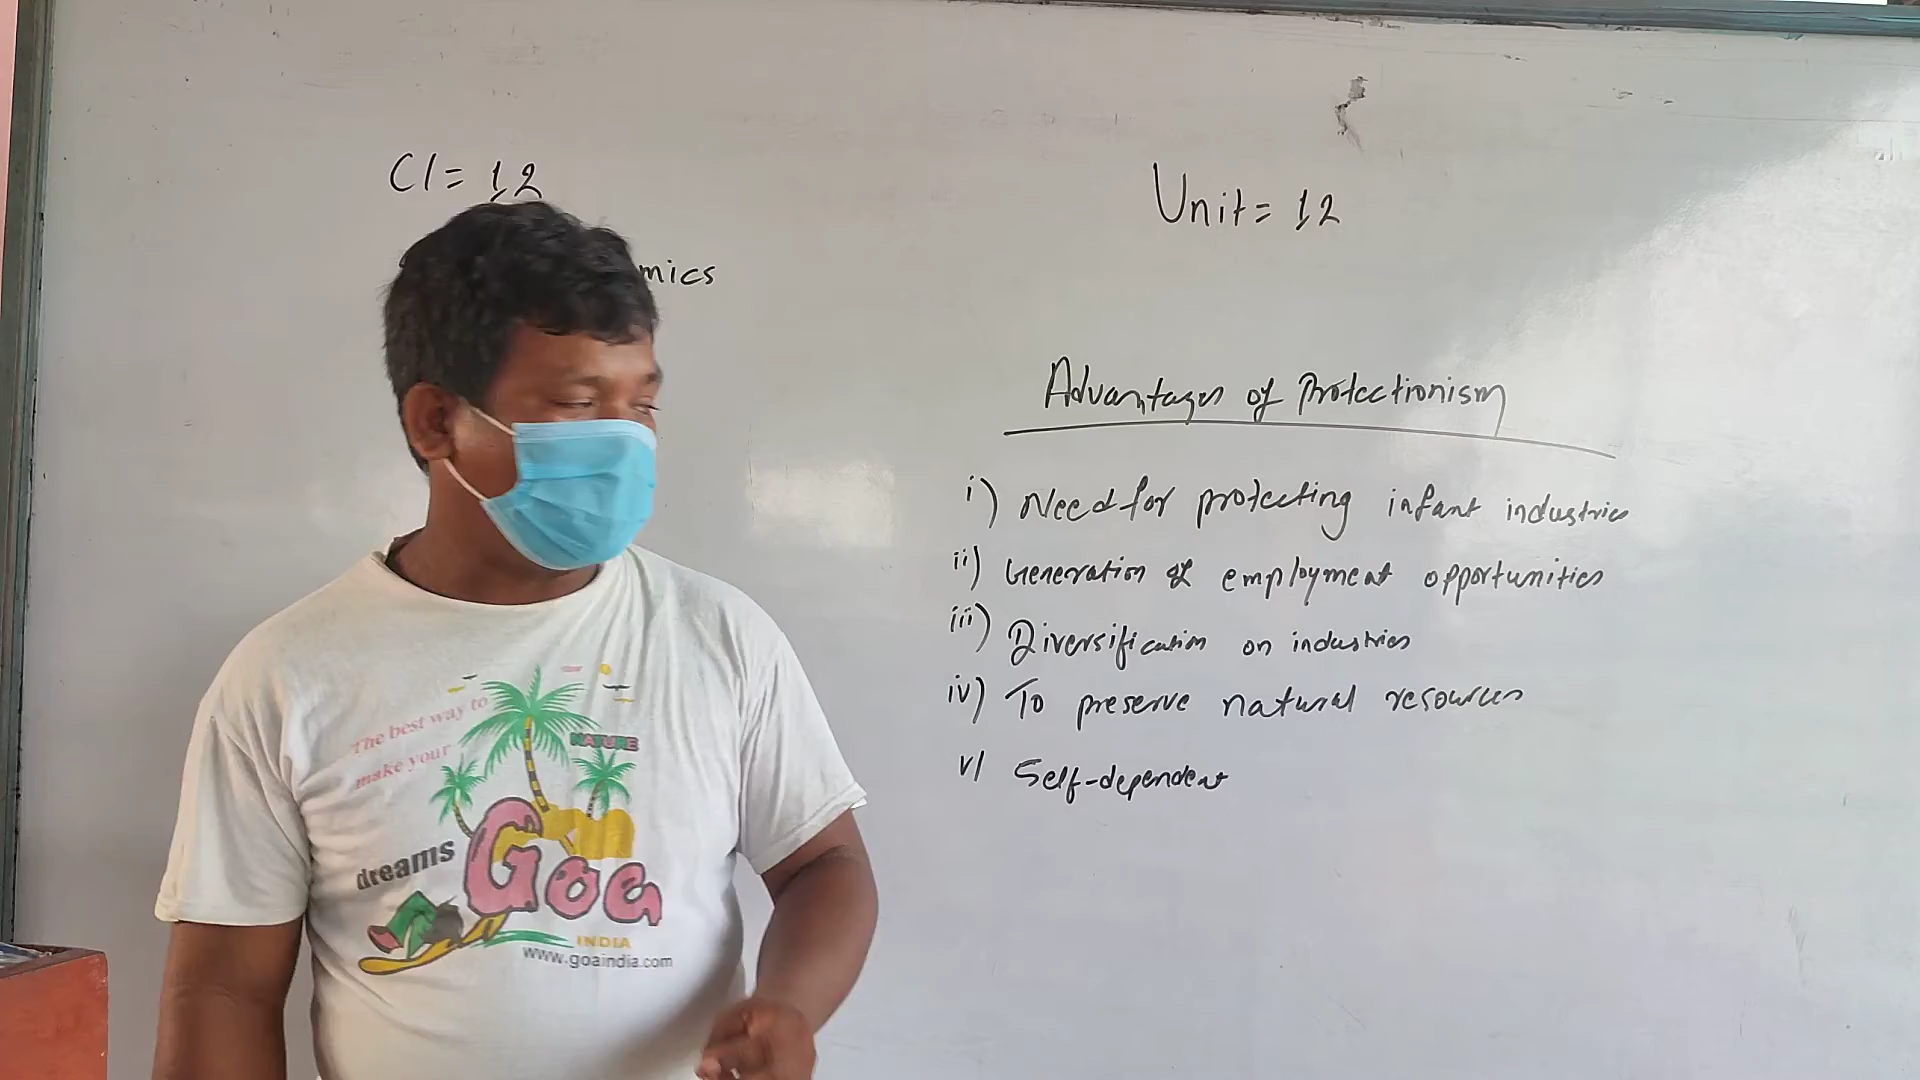 Cl = 12
mics
Unit = 12
Advantages of Protectionism
i) Need for protecting infant industries
ii) Generation of employment opportunities
iii) Diversification on industries
iv) To preserve natural resources
v) Self-dependent
The best way to
make your
NATURE
dreams
Goa
INDIA
www.goaindia.com